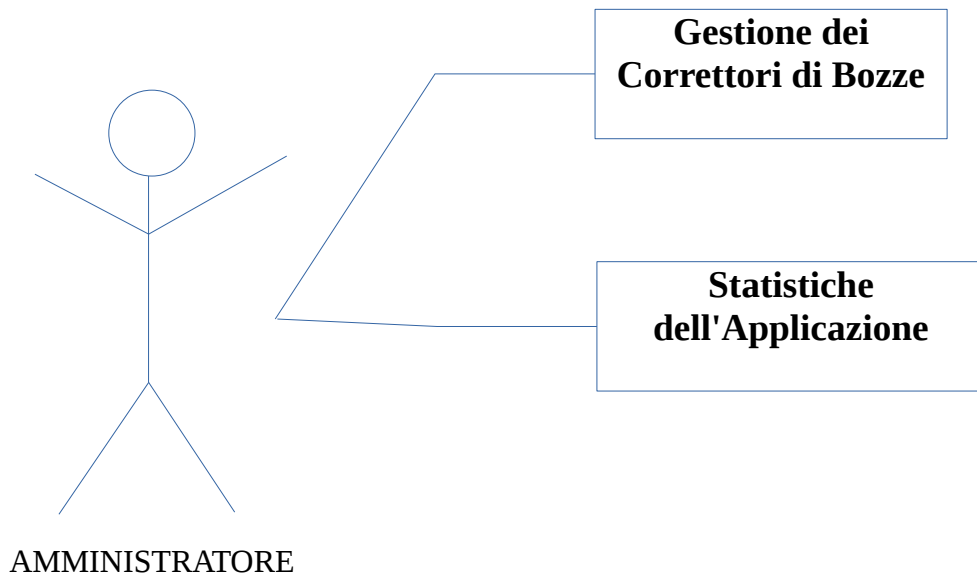 Gestione dei
Correttori di Bozze
Statistiche
dell'Applicazione
AMMINISTRATORE